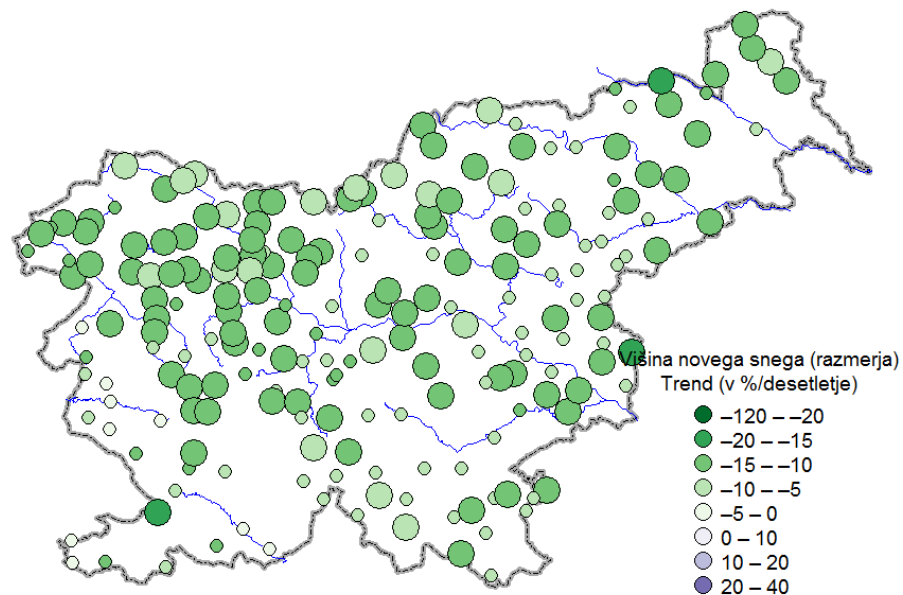 Višina novega snega (razmerja)
Trend (v %/desetletje)
–120 – –20
–20 – –15
–15 – –10
–10 – –5
–5 – 0
0 – 10
10 – 20
20 – 40